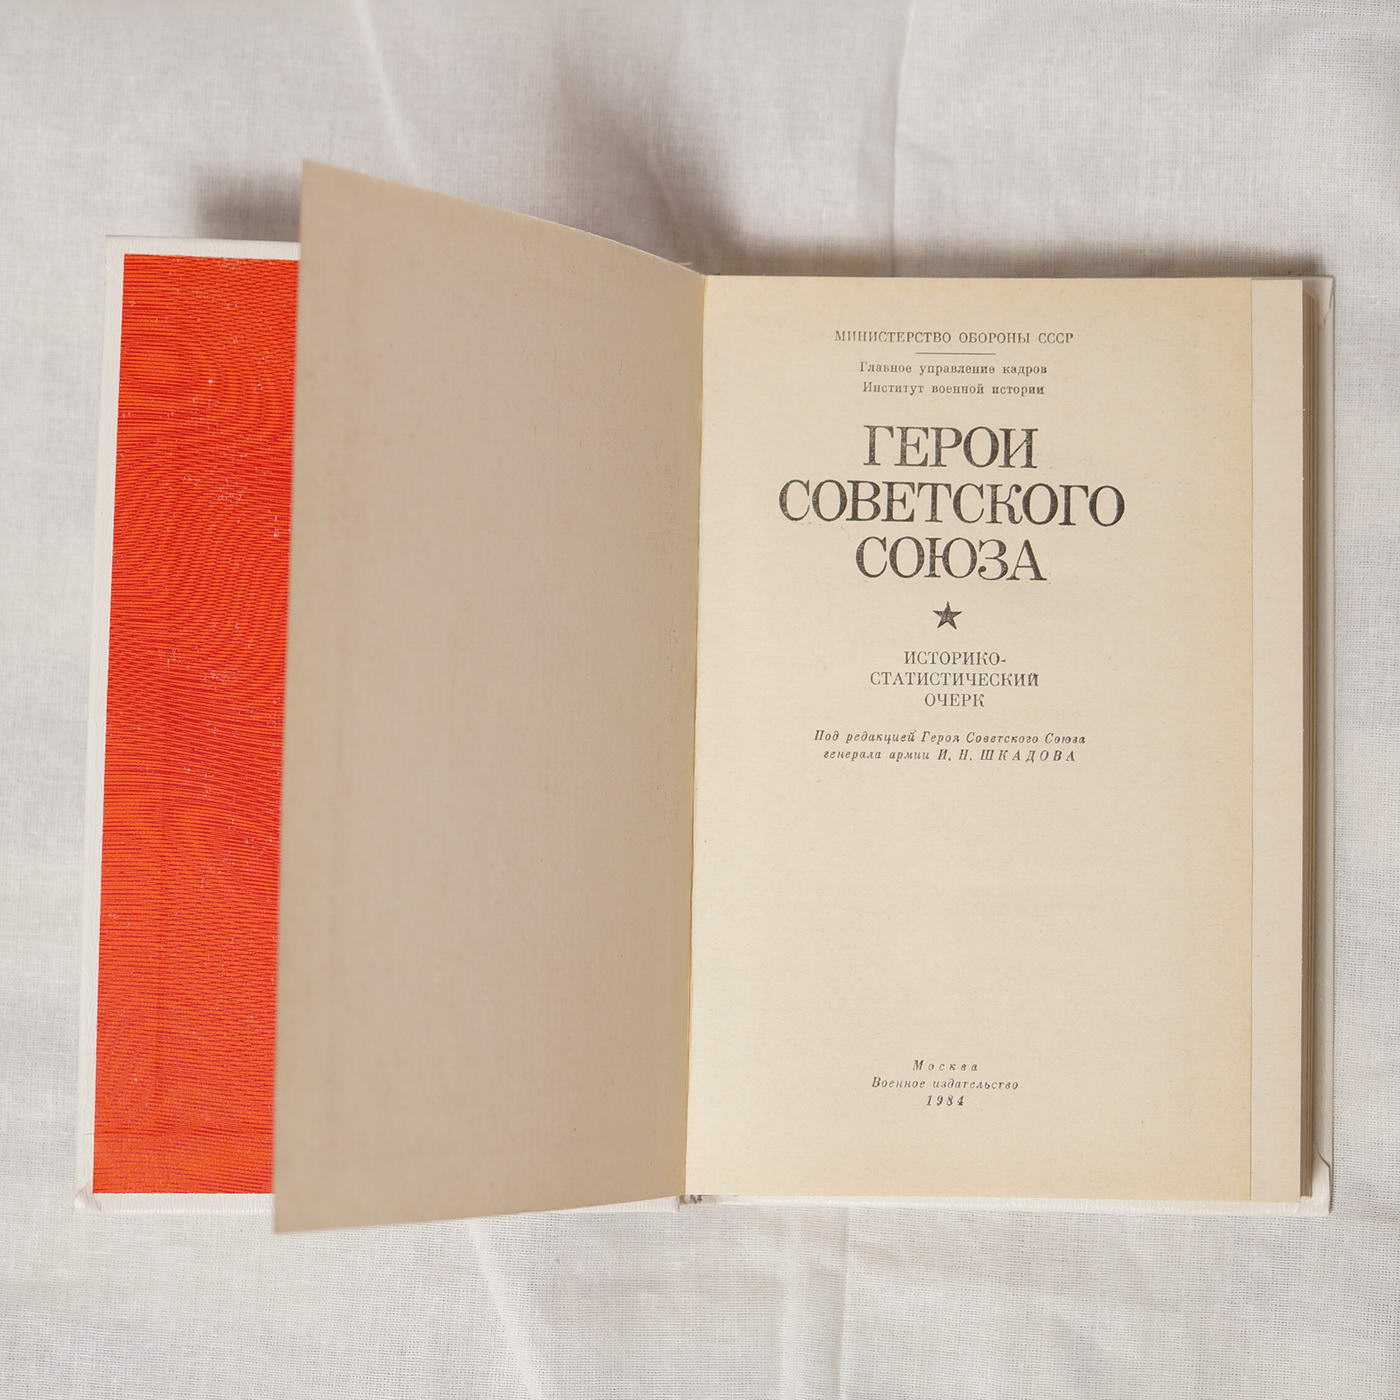 МИНИСТЕРСТВО ОБОРОНЫ СССР
Главное управление кадров
Институт военной истории
ГЕРОИ
СОВЕТСКОГО
СОЮЗА
ИСТОРИКО-
СТАТИСТИЧЕСКИЙ
ОЧЕРК
Под редакцией Героя Советского Союза
генерала армии И. Н. ШКАДОВА
Москва
Военное издательство
1984